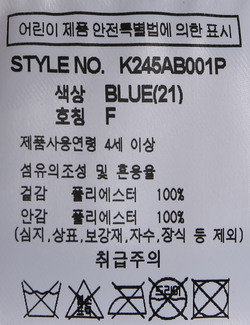 어린이 제품 안전특별법에 의한 표시
STYLE NO. K245AB001P
색상 BLUE(21)
호칭 F
제품사용연령 4세 이상
섬유의조성 및 혼용율
겉감 폴리에스터 100%
안감 폴리에스터 100%
(심지,상표,보강재,자수,장식 등 제외)
취급주의
드라이